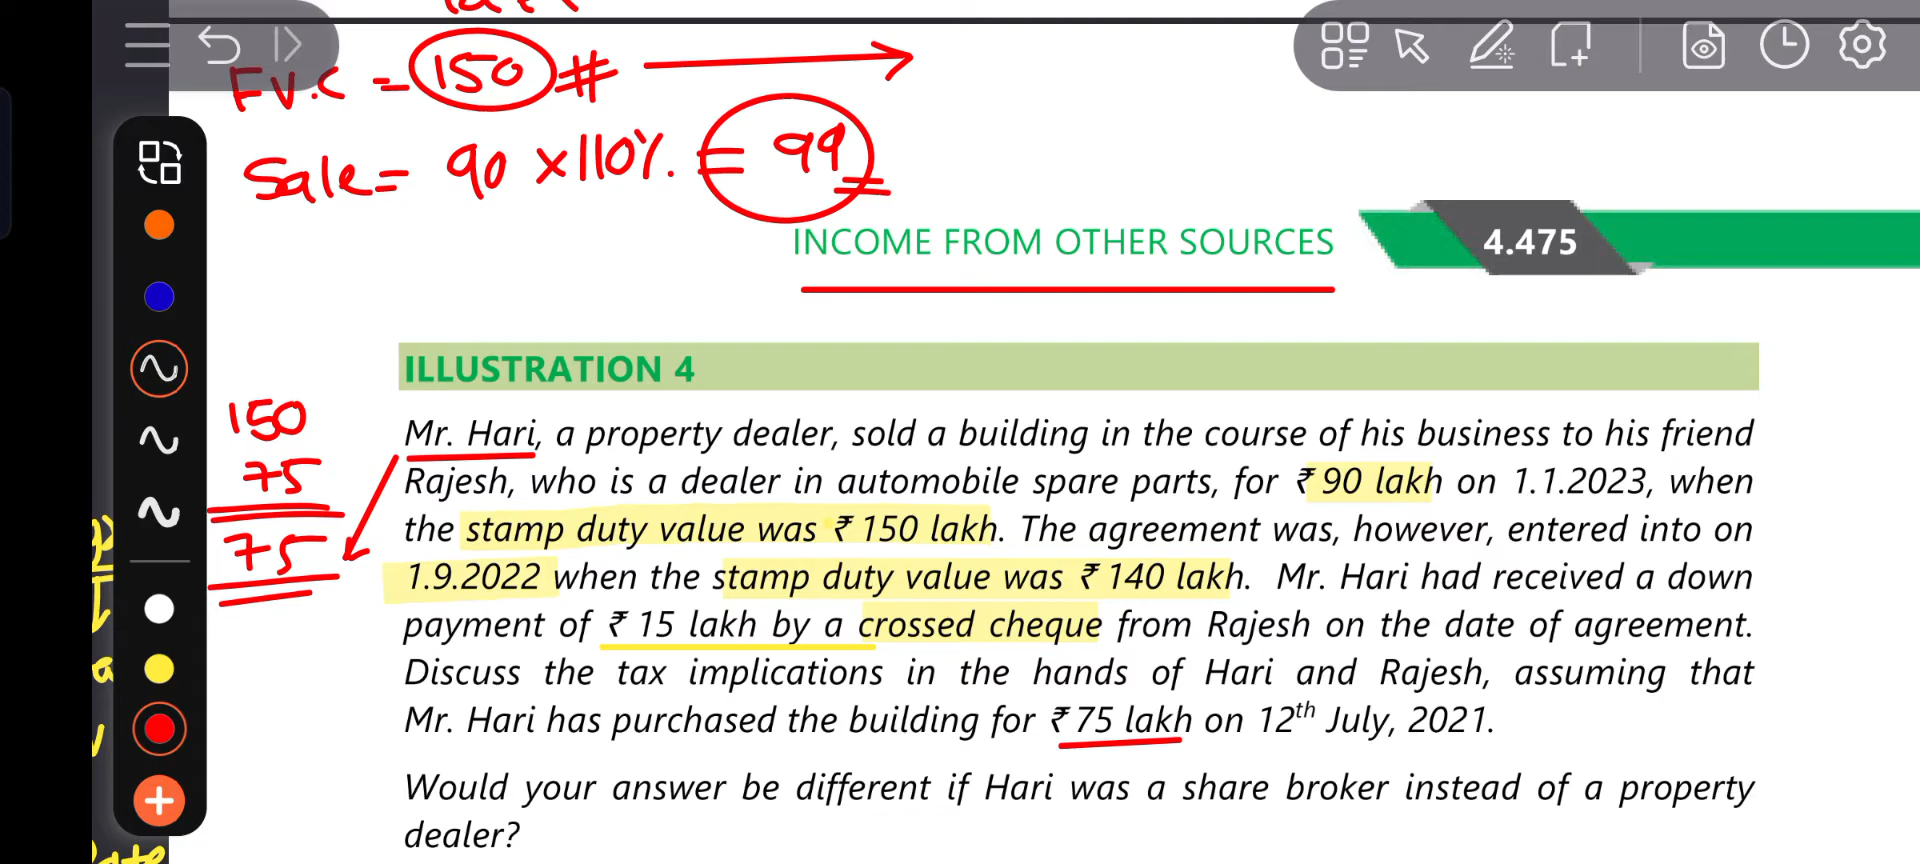 F.V.C = 150 #
Sale = 90 × 110% = 99
INCOME FROM OTHER SOURCES 4.475
ILLUSTRATION 4
150
75
75
Mr. Hari, a property dealer, sold a building in the course of his business to his friend
Rajesh, who is a dealer in automobile spare parts, for ₹ 90 lakh on 1.1.2023, when
the stamp duty value was ₹ 150 lakh. The agreement was, however, entered into on
1.9.2022 when the stamp duty value was ₹ 140 lakh. Mr. Hari had received a down
payment of ₹ 15 lakh by a crossed cheque from Rajesh on the date of agreement.
Discuss the tax implications in the hands of Hari and Rajesh, assuming that
Mr. Hari has purchased the building for ₹ 75 lakh on 12th July, 2021.
Would your answer be different if Hari was a share broker instead of a property
dealer?